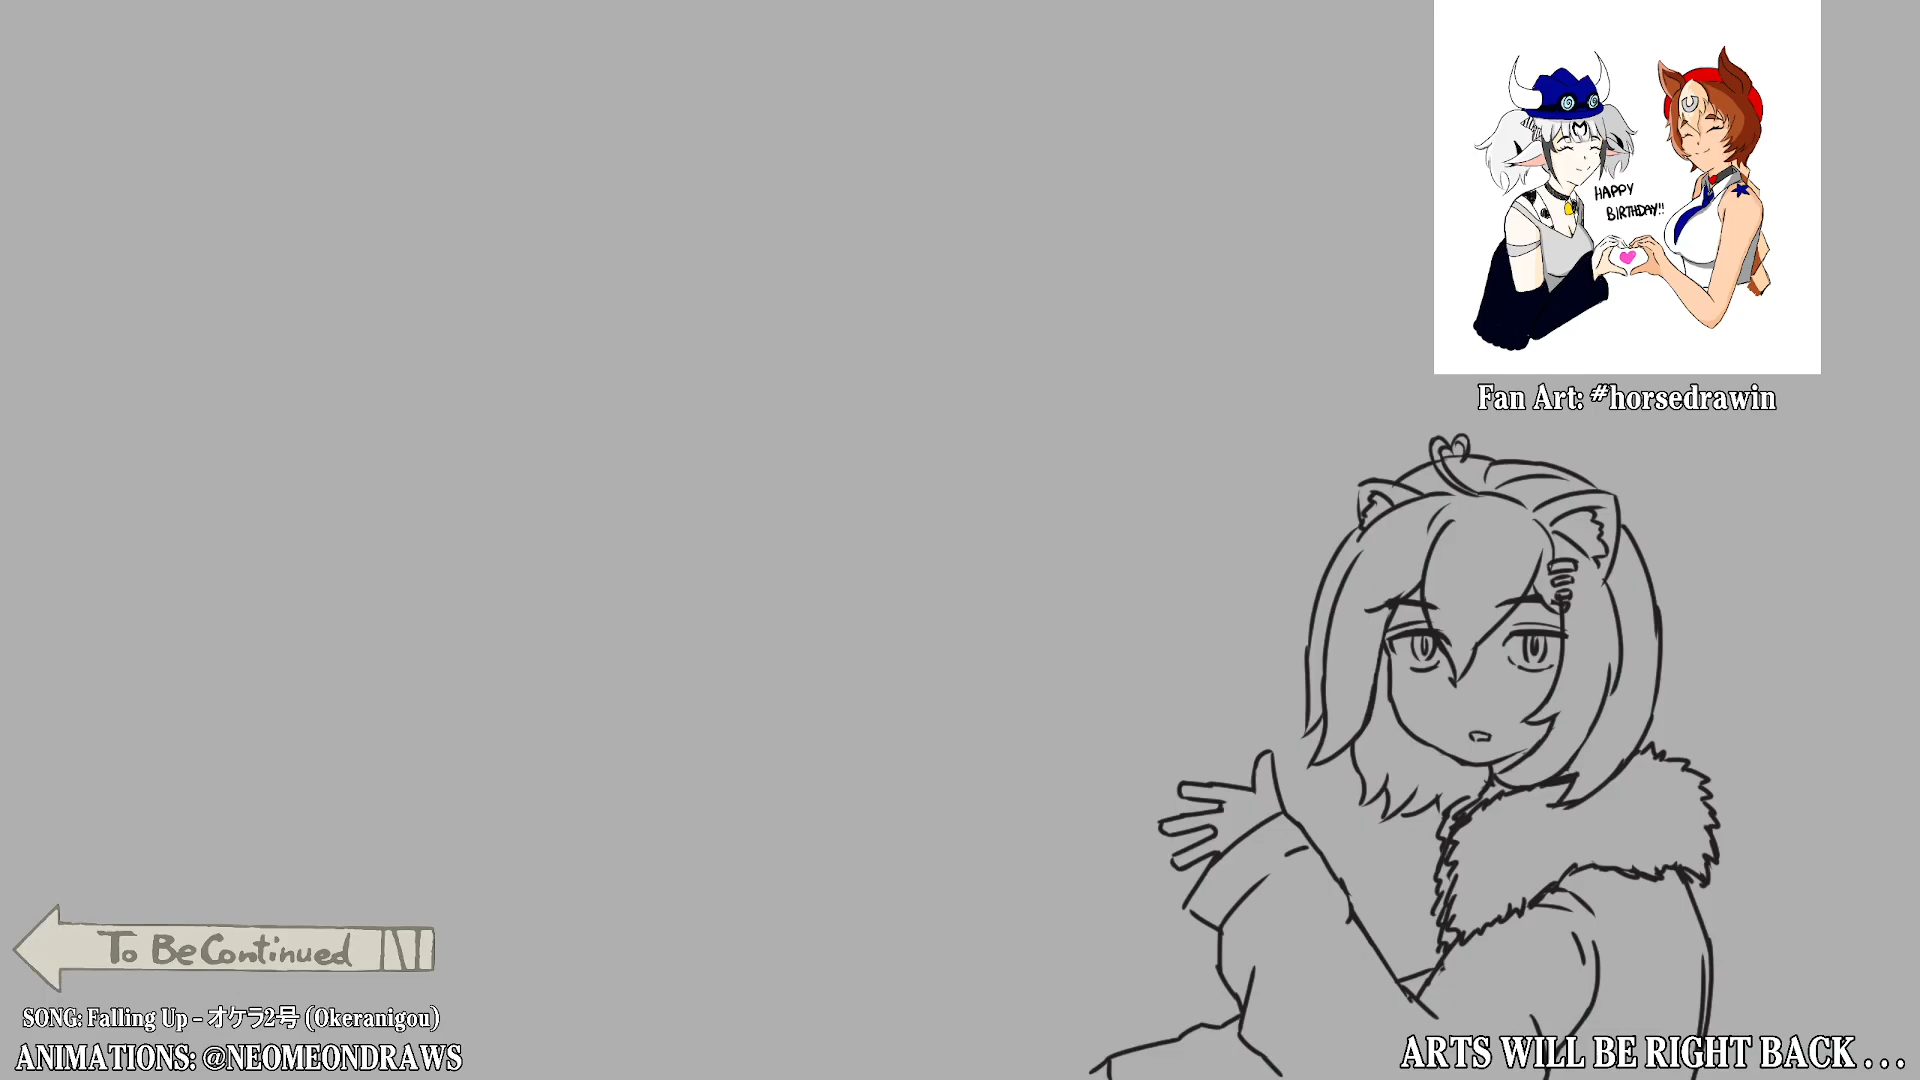 HAPPY
BIRTHDAY!!
Fan Art: #horsedrawin
To Be Continued
SONG: Falling Up - オケラ2号 (Okeranigou)
ANIMATIONS: @NEOMEONDRAWS
ARTS WILL BE RIGHT BACK . . .